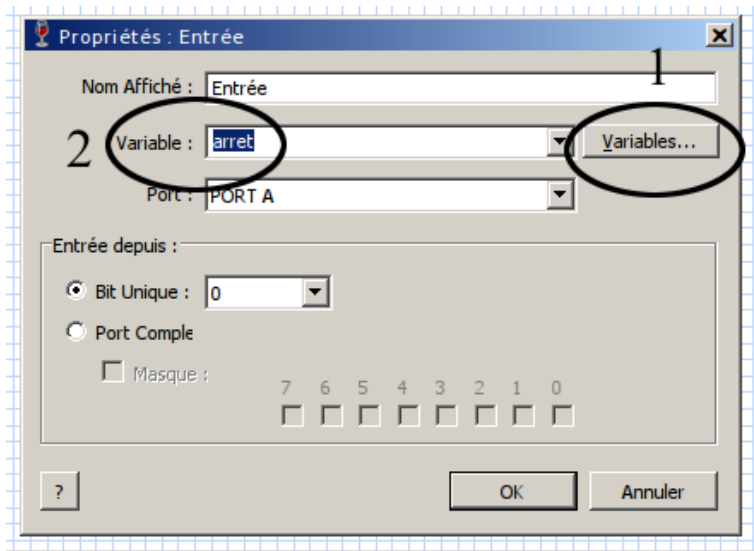 Propriétés : Entrée
1
Nom Affiché : Entrée
2 Variable : arret Variables...
Port : PORT A
Entrée depuis :
Bit Unique : 0
Port Comple
Masque :
7 6 5 4 3 2 1 0
? OK Annuler